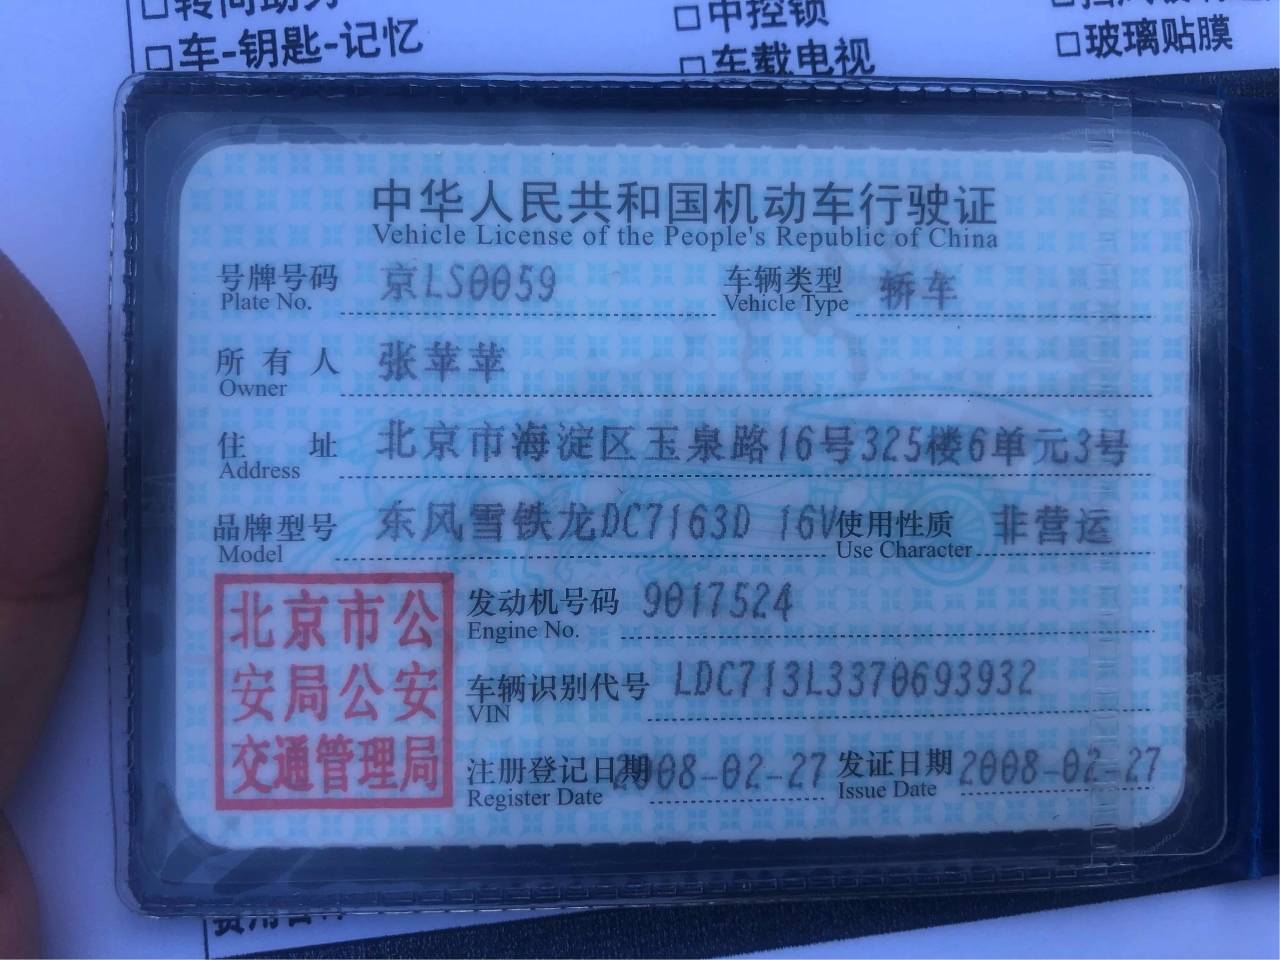 □车-钥匙-记忆
□中控锁
□车载电视
□玻璃贴膜
中华人民共和国机动车行驶证
Vehicle License of the People's Republic of China
号牌号码 京LS0059 车辆类型 轿车
Plate No. Vehicle Type
所有人 张苹苹
Owner
住址 北京市海淀区玉泉路16号325楼6单元3号
Address
品牌型号 东风雪铁龙DC7163D 16V 使用性质 非营运
Model Use Character
北京市公
安局公安
交通管理局
发动机号码 9017524
Engine No.
车辆识别代号 LDC713L3370693932
VIN
注册登记日期 2008-02-27 发证日期 2008-02-27
Register Date Issue Date